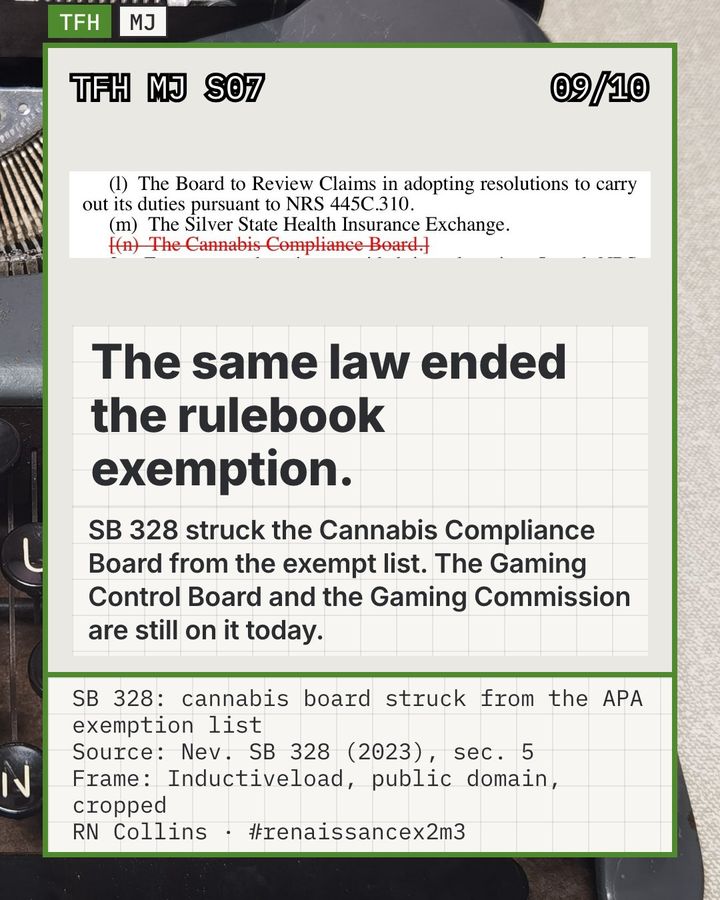 TFH MJ
TFH MJ S07 09/10
(l) The Board to Review Claims in adopting resolutions to carry
out its duties pursuant to NRS 445C.310.
(m) The Silver State Health Insurance Exchange.
[(n) The Cannabis Compliance Board.]
The same law ended
the rulebook
exemption.
SB 328 struck the Cannabis Compliance
Board from the exempt list. The Gaming
Control Board and the Gaming Commission
are still on it today.
SB 328: cannabis board struck from the APA
exemption list
Source: Nev. SB 328 (2023), sec. 5
Frame: Inductiveload, public domain,
cropped
RN Collins · #renaissancex2m3
N